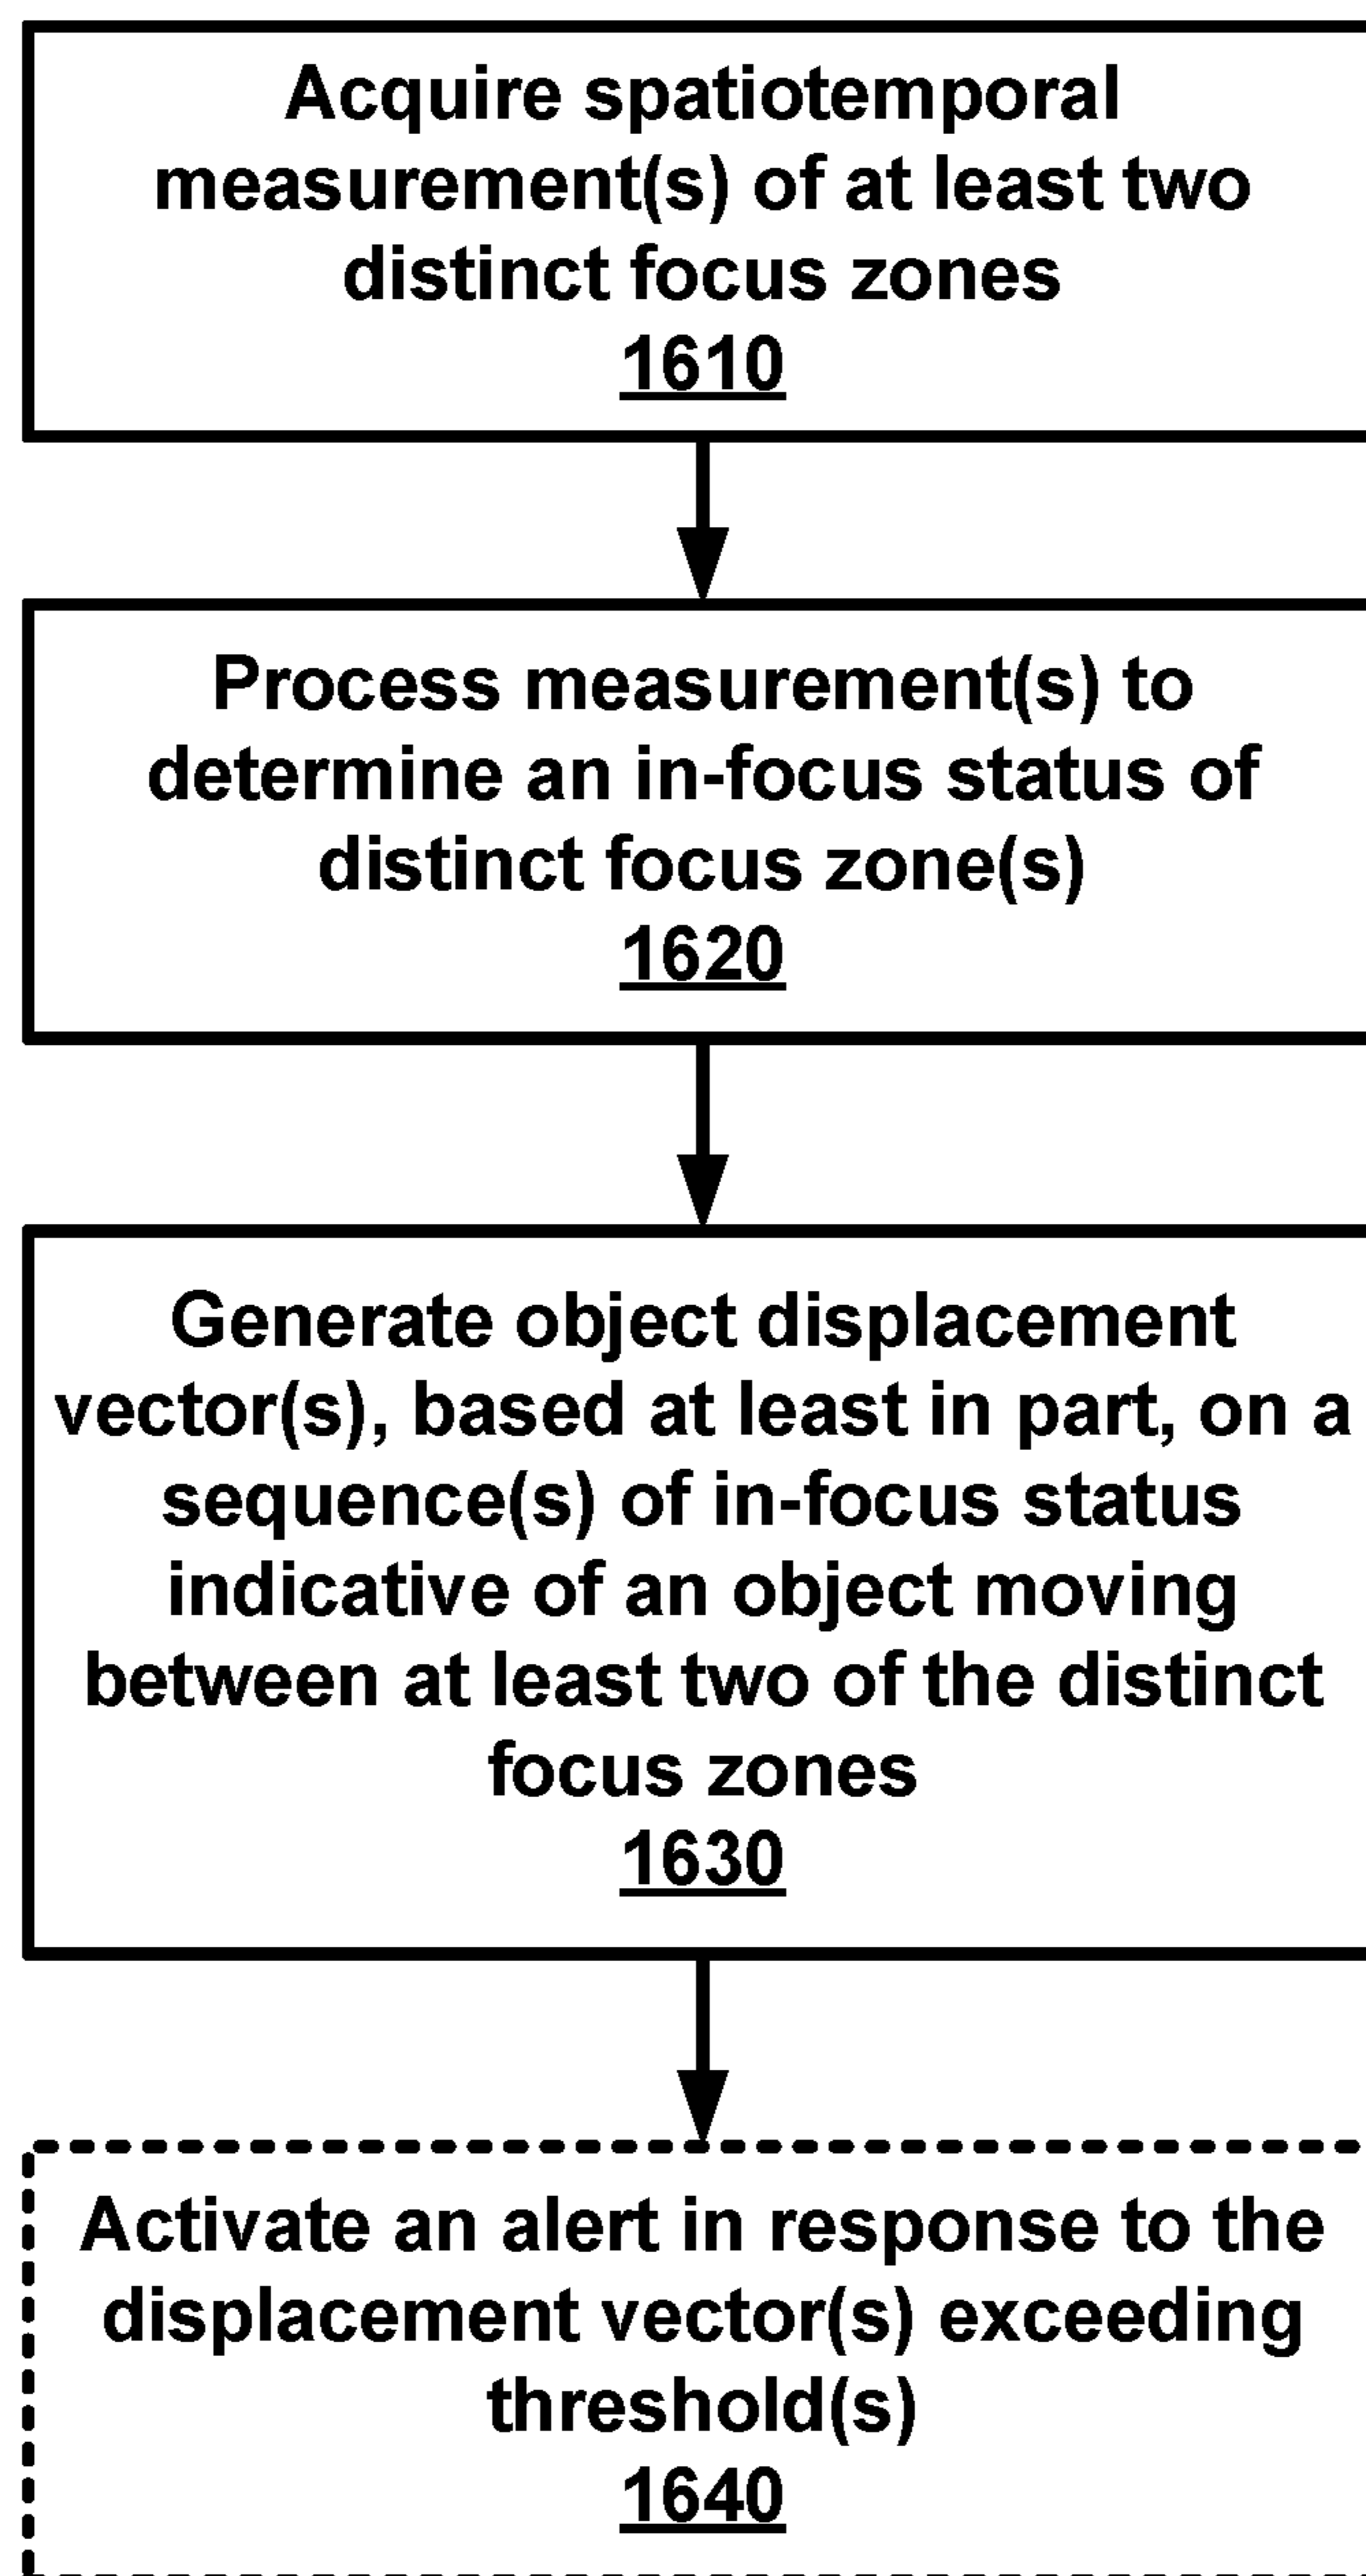 Acquire spatiotemporal
measurement(s) of at least two
distinct focus zones
1610
Process measurement(s) to
determine an in-focus status of
distinct focus zone(s)
1620
Generate object displacement
vector(s), based at least in part, on a
sequence(s) of in-focus status
indicative of an object moving
between at least two of the distinct
focus zones
1630
Activate an alert in response to the
displacement vector(s) exceeding
threshold(s)
1640